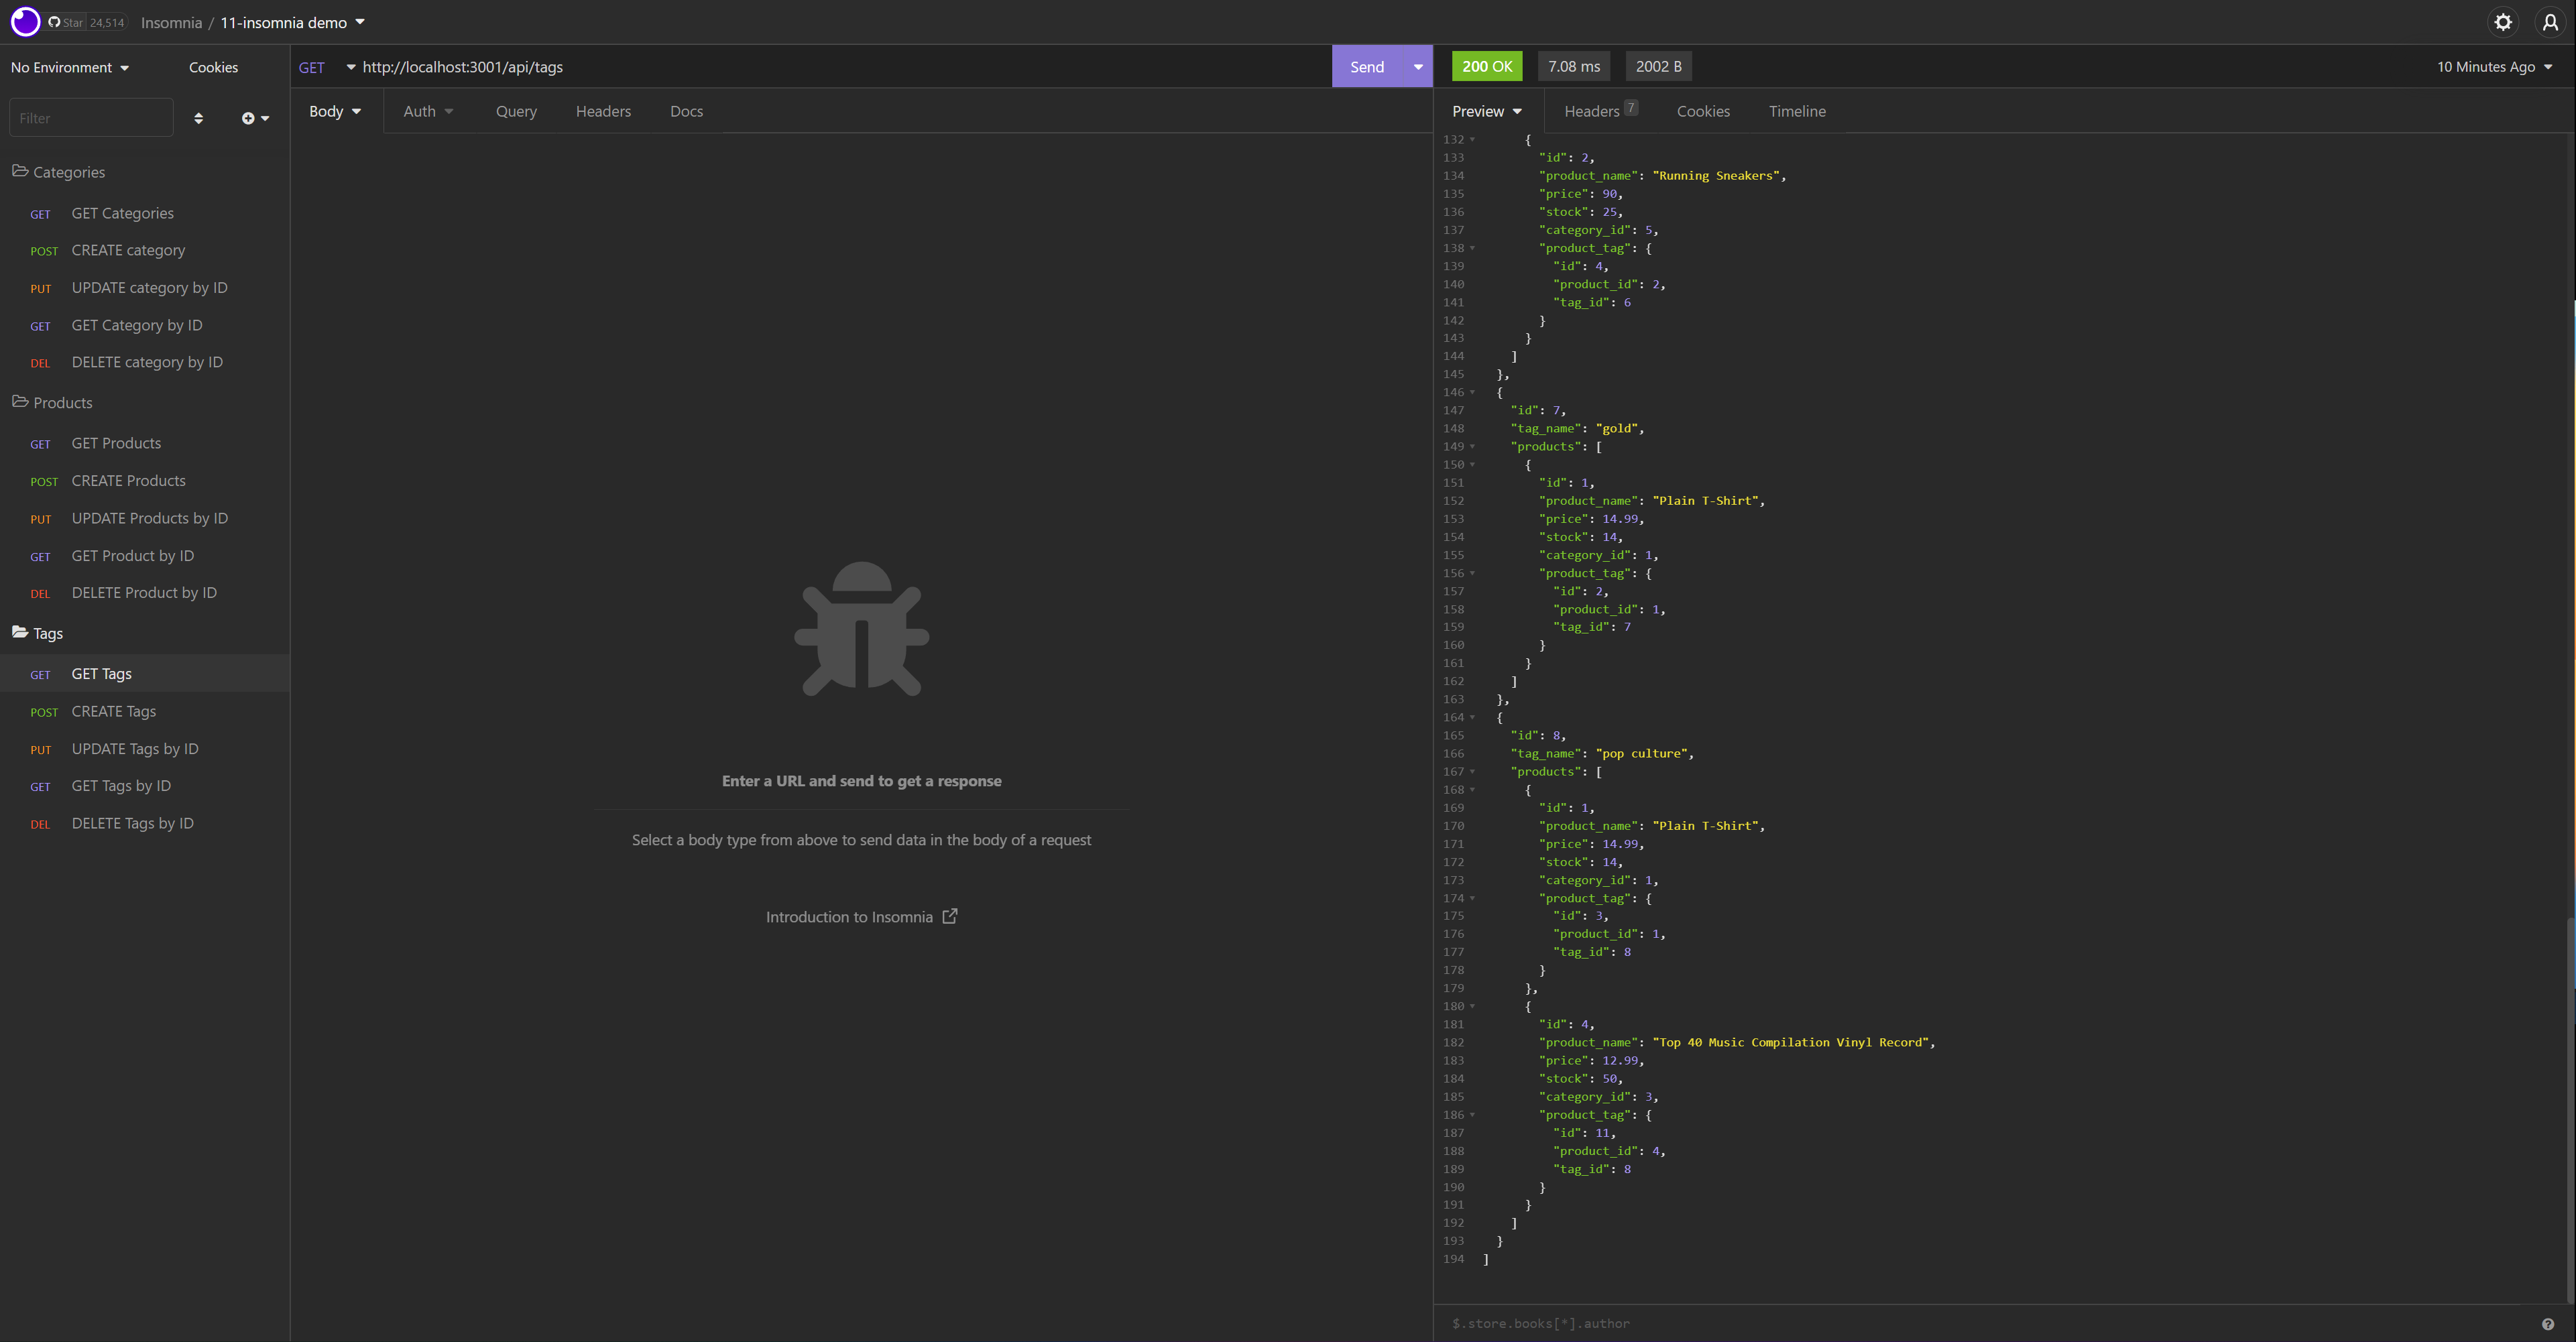 Star 24,514 Insomnia / 11-insomnia demo
No Environment Cookies
Filter
Categories
GET GET Categories
POST CREATE category
PUT UPDATE category by ID
GET GET Category by ID
DEL DELETE category by ID
Products
GET GET Products
POST CREATE Products
PUT UPDATE Products by ID
GET GET Product by ID
DEL DELETE Product by ID
Tags
GET GET Tags
POST CREATE Tags
PUT UPDATE Tags by ID
GET GET Tags by ID
DEL DELETE Tags by ID
GET http://localhost:3001/api/tags Send
Body Auth Query Headers Docs
Enter a URL and send to get a response
Select a body type from above to send data in the body of a request
Introduction to Insomnia
200 OK 7.08 ms 2002 B 10 Minutes Ago
Preview Headers 7 Cookies Timeline
132 {
133 "id": 2,
134 "product_name": "Running Sneakers",
135 "price": 90,
136 "stock": 25,
137 "category_id": 5,
138 "product_tag": {
139 "id": 4,
140 "product_id": 2,
141 "tag_id": 6
142 }
143 }
144 ]
145 },
146 {
147 "id": 7,
148 "tag_name": "gold",
149 "products": [
150 {
151 "id": 1,
152 "product_name": "Plain T-Shirt",
153 "price": 14.99,
154 "stock": 14,
155 "category_id": 1,
156 "product_tag": {
157 "id": 2,
158 "product_id": 1,
159 "tag_id": 7
160 }
161 }
162 ]
163 },
164 {
165 "id": 8,
166 "tag_name": "pop culture",
167 "products": [
168 {
169 "id": 1,
170 "product_name": "Plain T-Shirt",
171 "price": 14.99,
172 "stock": 14,
173 "category_id": 1,
174 "product_tag": {
175 "id": 3,
176 "product_id": 1,
177 "tag_id": 8
178 }
179 },
180 {
181 "id": 4,
182 "product_name": "Top 40 Music Compilation Vinyl Record",
183 "price": 12.99,
184 "stock": 50,
185 "category_id": 3,
186 "product_tag": {
187 "id": 11,
188 "product_id": 4,
189 "tag_id": 8
190 }
191 }
192 ]
193 }
194 ]
$.store.books[*].author